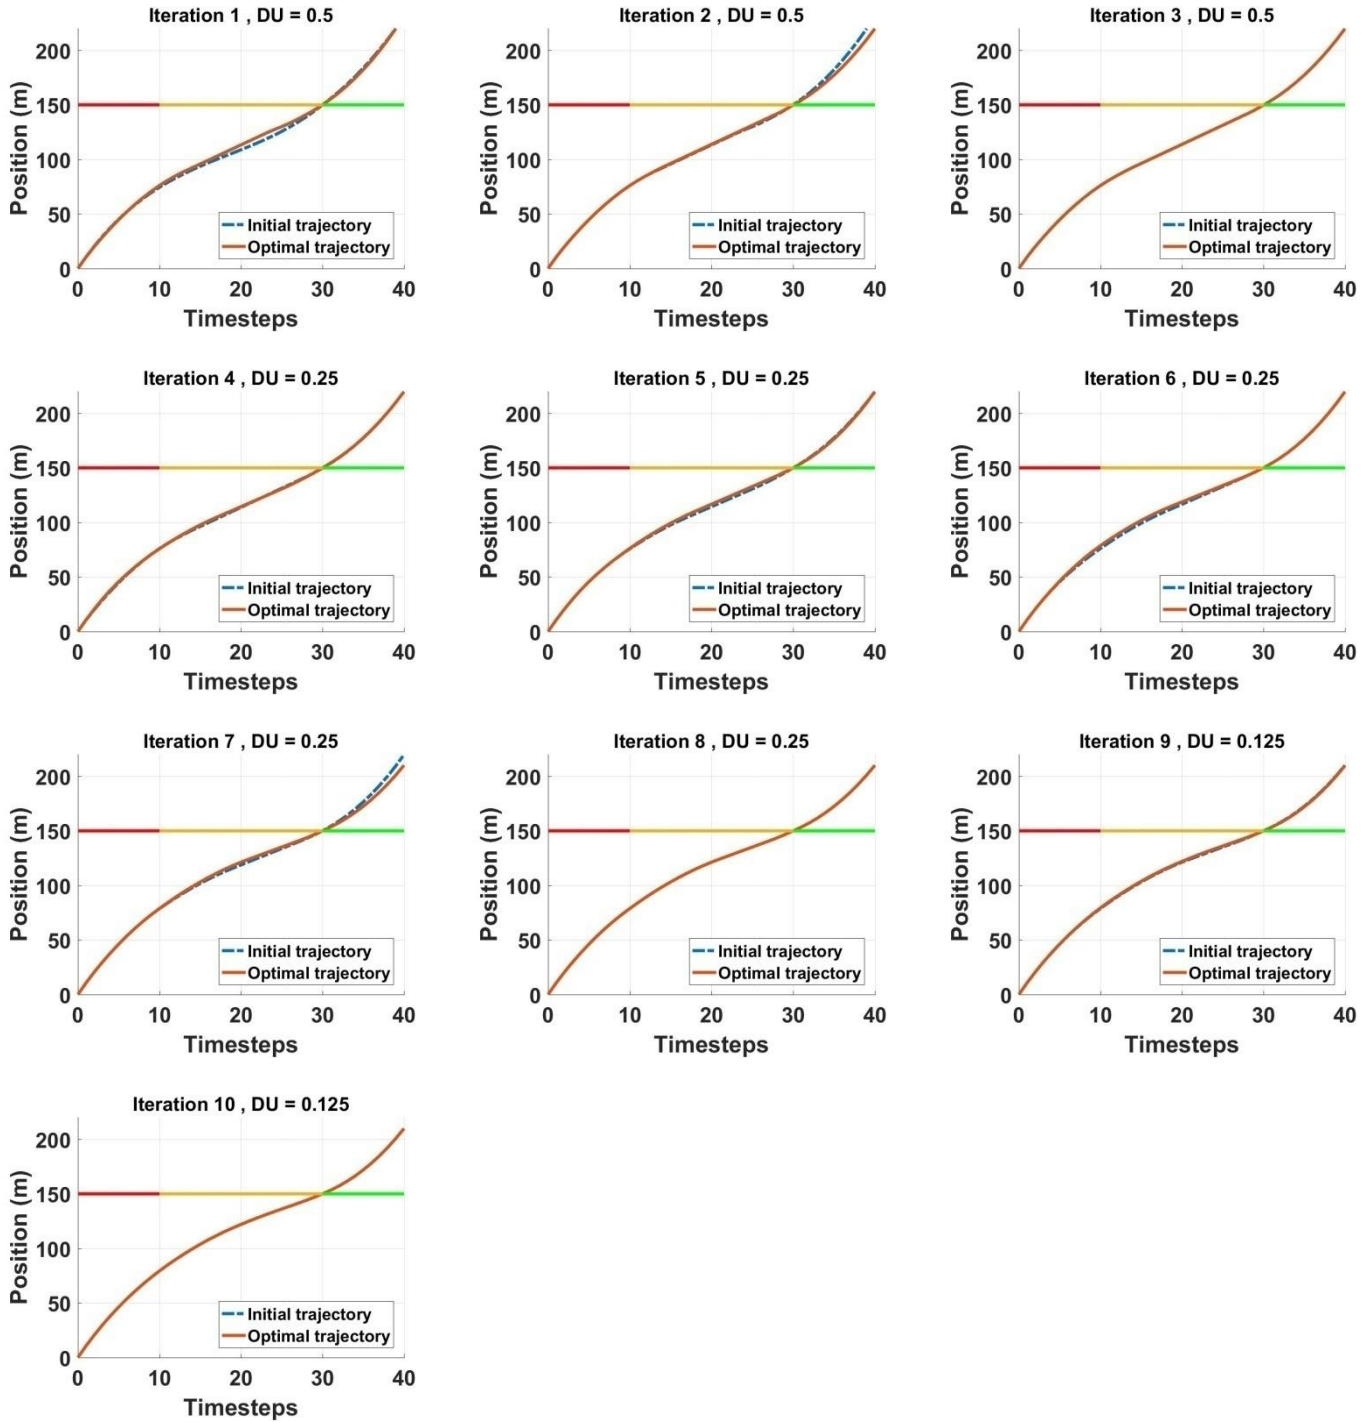 Iteration 1 , DU = 0.5
Position (m)
200
150
100
50
0
Initial trajectory
Optimal trajectory
0 10 20 30 40
Timesteps
Iteration 2 , DU = 0.5
Position (m)
200
150
100
50
0
Initial trajectory
Optimal trajectory
0 10 20 30 40
Timesteps
Iteration 3 , DU = 0.5
Position (m)
200
150
100
50
0
Initial trajectory
Optimal trajectory
0 10 20 30 40
Timesteps
Iteration 4 , DU = 0.25
Position (m)
200
150
100
50
0
Initial trajectory
Optimal trajectory
0 10 20 30 40
Timesteps
Iteration 5 , DU = 0.25
Position (m)
200
150
100
50
0
Initial trajectory
Optimal trajectory
0 10 20 30 40
Timesteps
Iteration 6 , DU = 0.25
Position (m)
200
150
100
50
0
Initial trajectory
Optimal trajectory
0 10 20 30 40
Timesteps
Iteration 7 , DU = 0.25
Position (m)
200
150
100
50
0
Initial trajectory
Optimal trajectory
0 10 20 30 40
Timesteps
Iteration 8 , DU = 0.25
Position (m)
200
150
100
50
0
Initial trajectory
Optimal trajectory
0 10 20 30 40
Timesteps
Iteration 9 , DU = 0.125
Position (m)
200
150
100
50
0
Initial trajectory
Optimal trajectory
0 10 20 30 40
Timesteps
Iteration 10 , DU = 0.125
Position (m)
200
150
100
50
0
Initial trajectory
Optimal trajectory
0 10 20 30 40
Timesteps